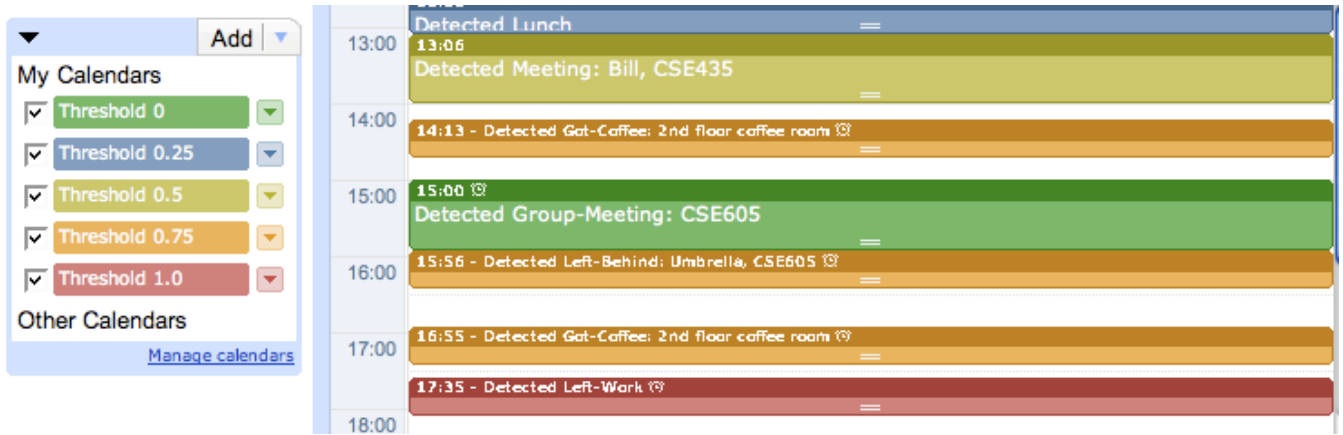 Add
My Calendars
Threshold 0
Threshold 0.25
Threshold 0.5
Threshold 0.75
Threshold 1.0
Other Calendars
Manage calendars
Detected Lunch
13:00
13:06
Detected Meeting: Bill, CSE435
14:00
14:13 - Detected Got-Coffee: 2nd floor coffee room
15:00
15:00
Detected Group-Meeting: CSE605
15:56 - Detected Left-Behind: Umbrella, CSE605
16:00
16:55 - Detected Got-Coffee: 2nd floor coffee room
17:00
17:35 - Detected Left-Work
18:00